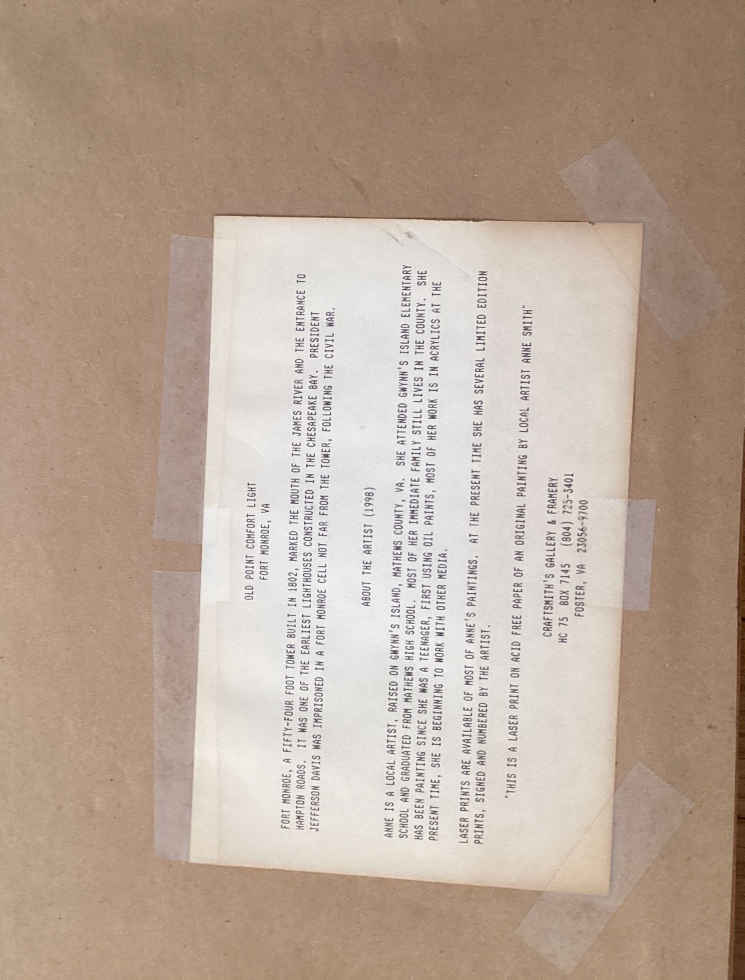 OLD POINT COMFORT LIGHT
FORT MONROE, VA
FORT MONROE, A FIFTY-FOUR FOOT TOWER BUILT IN 1802, MARKED THE MOUTH OF THE JAMES RIVER AND THE ENTRANCE TO
HAMPTON ROADS. IT WAS ONE OF THE EARLIEST LIGHTHOUSES CONSTRUCTED IN THE CHESAPEAKE BAY. PRESIDENT
JEFFERSON DAVIS WAS IMPRISONED IN A FORT MONROE CELL NOT FAR FROM THE TOWER, FOLLOWING THE CIVIL WAR.
ABOUT THE ARTIST (1998)
ANNE IS A LOCAL ARTIST, RAISED ON GWYNN'S ISLAND, MATHEWS COUNTY, VA. SHE ATTENDED GWYNN'S ISLAND ELEMENTARY
SCHOOL AND GRADUATED FROM MATHEWS HIGH SCHOOL. MOST OF HER IMMEDIATE FAMILY STILL LIVES IN THE COUNTY. SHE
HAS BEEN PAINTING SINCE SHE WAS A TEENAGER, FIRST USING OIL PAINTS, MOST OF HER WORK IS IN ACRYLICS AT THE
PRESENT TIME, SHE IS BEGINNING TO WORK WITH OTHER MEDIA.
LASER PRINTS ARE AVAILABLE OF MOST OF ANNE'S PAINTINGS. AT THE PRESENT TIME SHE HAS SEVERAL LIMITED EDITION
PRINTS, SIGNED AND NUMBERED BY THE ARTIST.
"THIS IS A LASER PRINT ON ACID FREE PAPER OF AN ORIGINAL PAINTING BY LOCAL ARTIST ANNE SMITH"
CRAFTSMITH'S GALLERY & FRAMERY
HC 75 BOX 7145 (804) 725-3401
FOSTER, VA 23056-9700